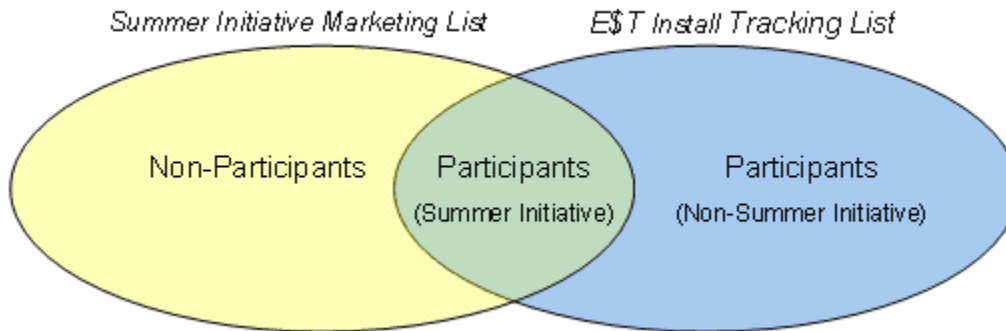 Summer Initiative Marketing List
E$T Install Tracking List
Non-Participants
Participants
(Summer Initiative)
Participants
(Non-Summer Initiative)